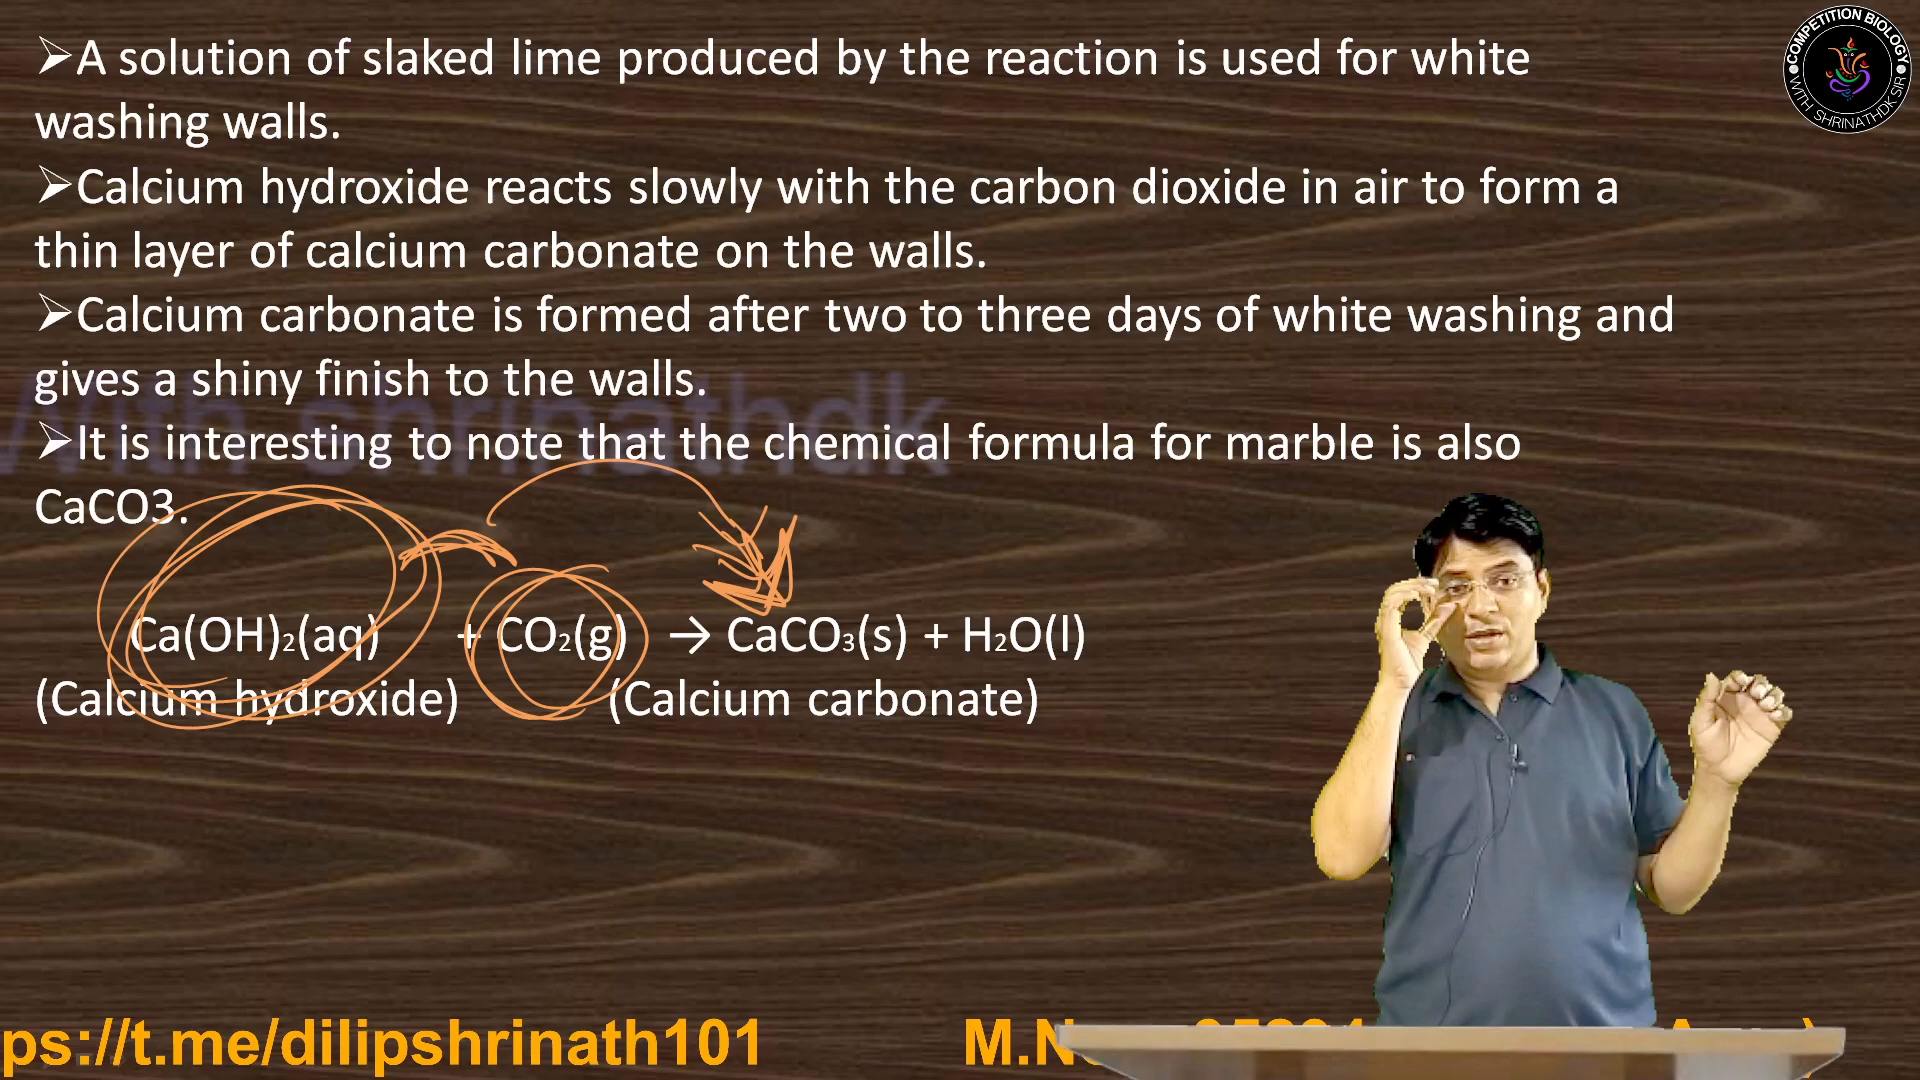 ➢A solution of slaked lime produced by the reaction is used for white
washing walls.
➢Calcium hydroxide reacts slowly with the carbon dioxide in air to form a
thin layer of calcium carbonate on the walls.
➢Calcium carbonate is formed after two to three days of white washing and
gives a shiny finish to the walls.
➢It is interesting to note that the chemical formula for marble is also
CaCO3.
Ca(OH)₂(aq) + CO₂(g) → CaCO₃(s) + H₂O(l)
(Calcium hydroxide) (Calcium carbonate)
With shrinathdk
COMPETITION BIOLOGY
WITH SHRINATHDK SIR
ps://t.me/dilipshrinath101